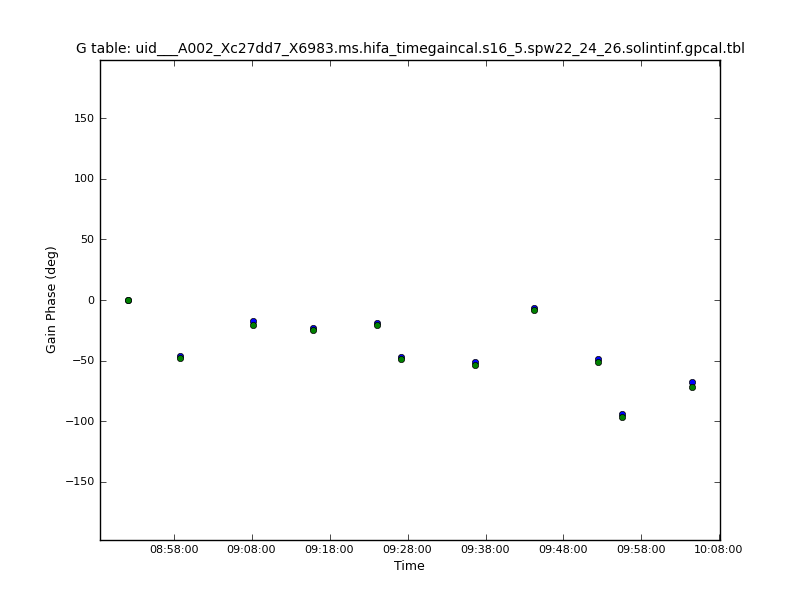 G table: uid___A002_Xc27dd7_X6983.ms.hifa_timegaincal.s16_5.spw22_24_26.solintinf.gpcal.tbl
Gain Phase (deg)
150
100
50
0
−50
−100
−150
08:58:00 09:08:00 09:18:00 09:28:00 09:38:00 09:48:00 09:58:00 10:08:00
Time